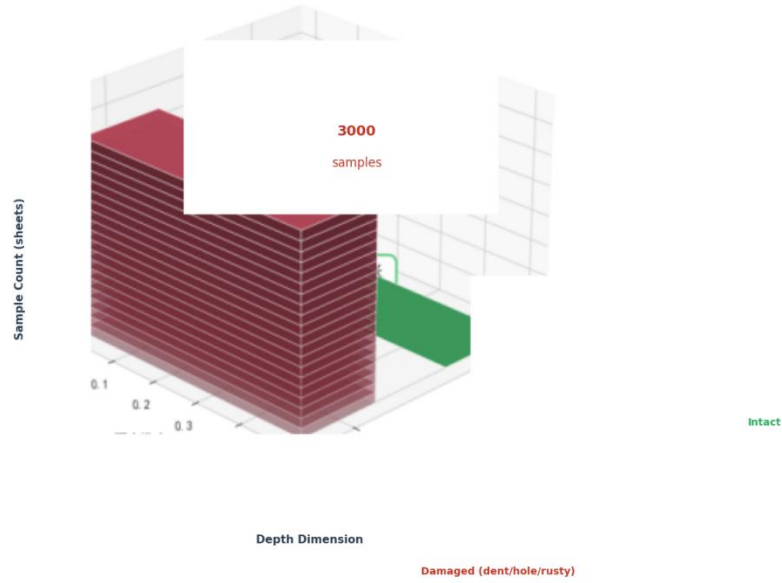 3000
samples
Sample Count (sheets)
0.1
0.2
0.3
Intact
Depth Dimension
Damaged (dent/hole/rusty)